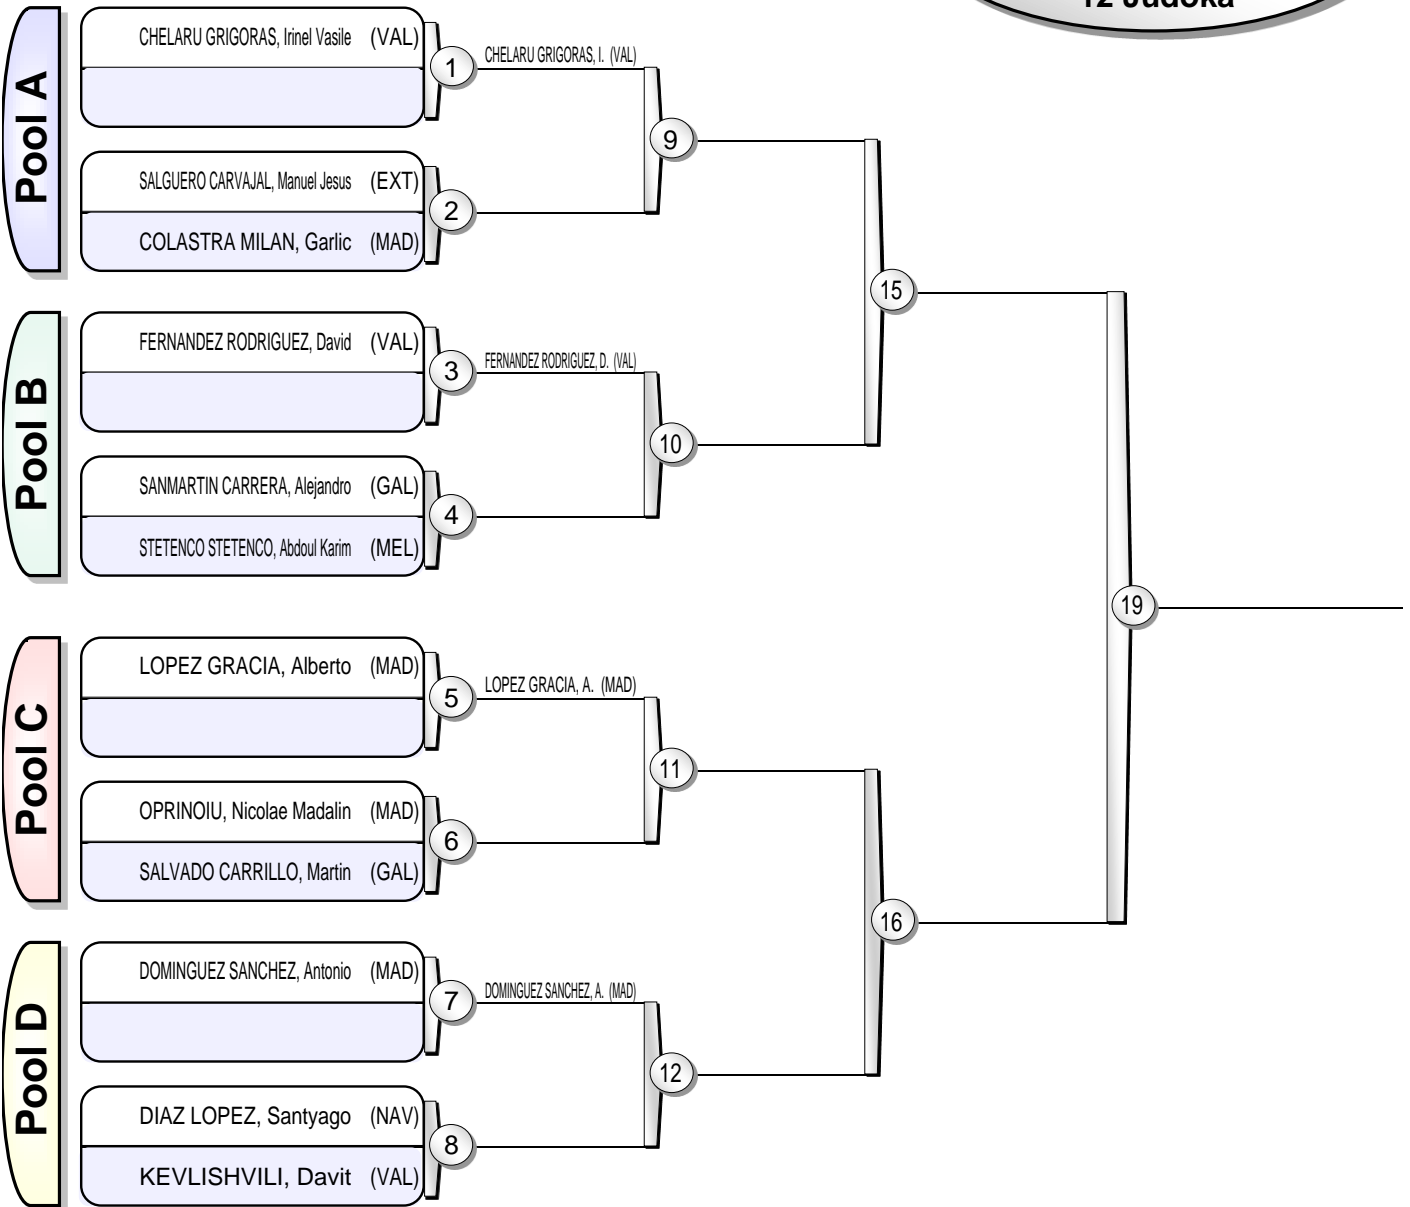 12 Judoka
Pool A
CHELARU GRIGORAS, Irinel Vasile (VAL)
1
CHELARU GRIGORAS, I. (VAL)
9
SALGUERO CARVAJAL, Manuel Jesus (EXT)
2
COLASTRA MILAN, Garlic (MAD)
15
Pool B
FERNANDEZ RODRIGUEZ, David (VAL)
3
FERNANDEZ RODRIGUEZ, D. (VAL)
10
SANMARTIN CARRERA, Alejandro (GAL)
4
STETENCO STETENCO, Abdoul Karim (MEL)
19
Pool C
LOPEZ GRACIA, Alberto (MAD)
5
LOPEZ GRACIA, A. (MAD)
11
OPRINOIU, Nicolae Madalin (MAD)
6
SALVADO CARRILLO, Martin (GAL)
16
Pool D
DOMINGUEZ SANCHEZ, Antonio (MAD)
7
DOMINGUEZ SANCHEZ, A. (MAD)
12
DIAZ LOPEZ, Santyago (NAV)
8
KEVLISHVILI, Davit (VAL)